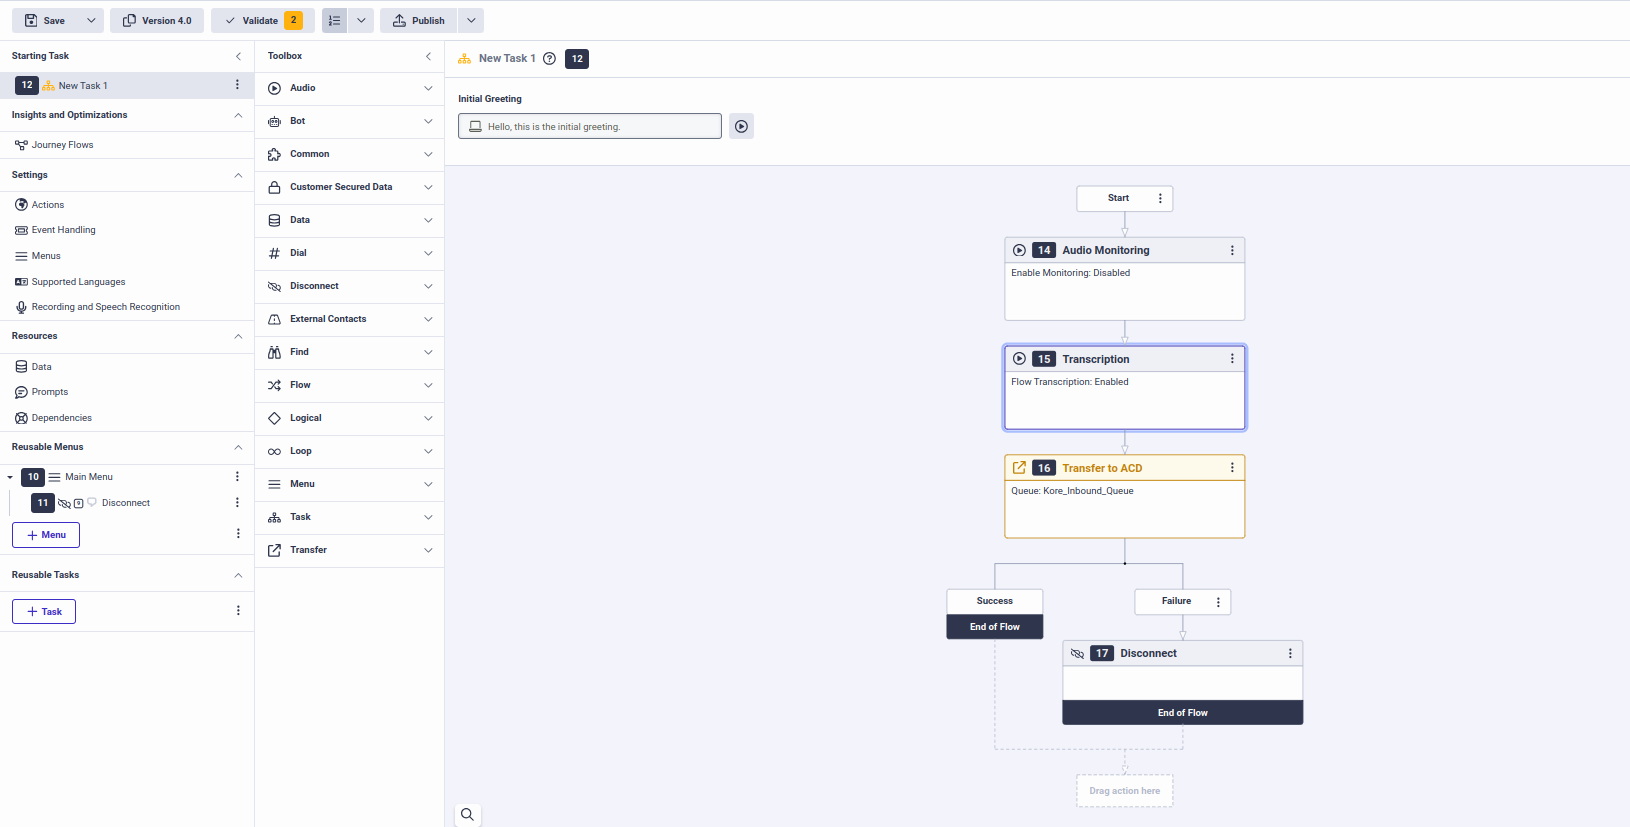 Save
Version 4.0
Validate 2
Publish
Starting Task
12 New Task 1
Insights and Optimizations
Journey Flows
Settings
Actions
Event Handling
Menus
Supported Languages
Recording and Speech Recognition
Resources
Data
Prompts
Dependencies
Reusable Menus
10 Main Menu
11 Disconnect
+ Menu
Reusable Tasks
+ Task
Toolbox
Audio
Bot
Common
Customer Secured Data
Data
Dial
Disconnect
External Contacts
Find
Flow
Logical
Loop
Menu
Task
Transfer
New Task 1 12
Initial Greeting
Hello, this is the initial greeting.
Start
14 Audio Monitoring
Enable Monitoring: Disabled
15 Transcription
Flow Transcription: Enabled
16 Transfer to ACD
Queue: Kore_Inbound_Queue
Success
End of Flow
Failure
17 Disconnect
End of Flow
Drag action here